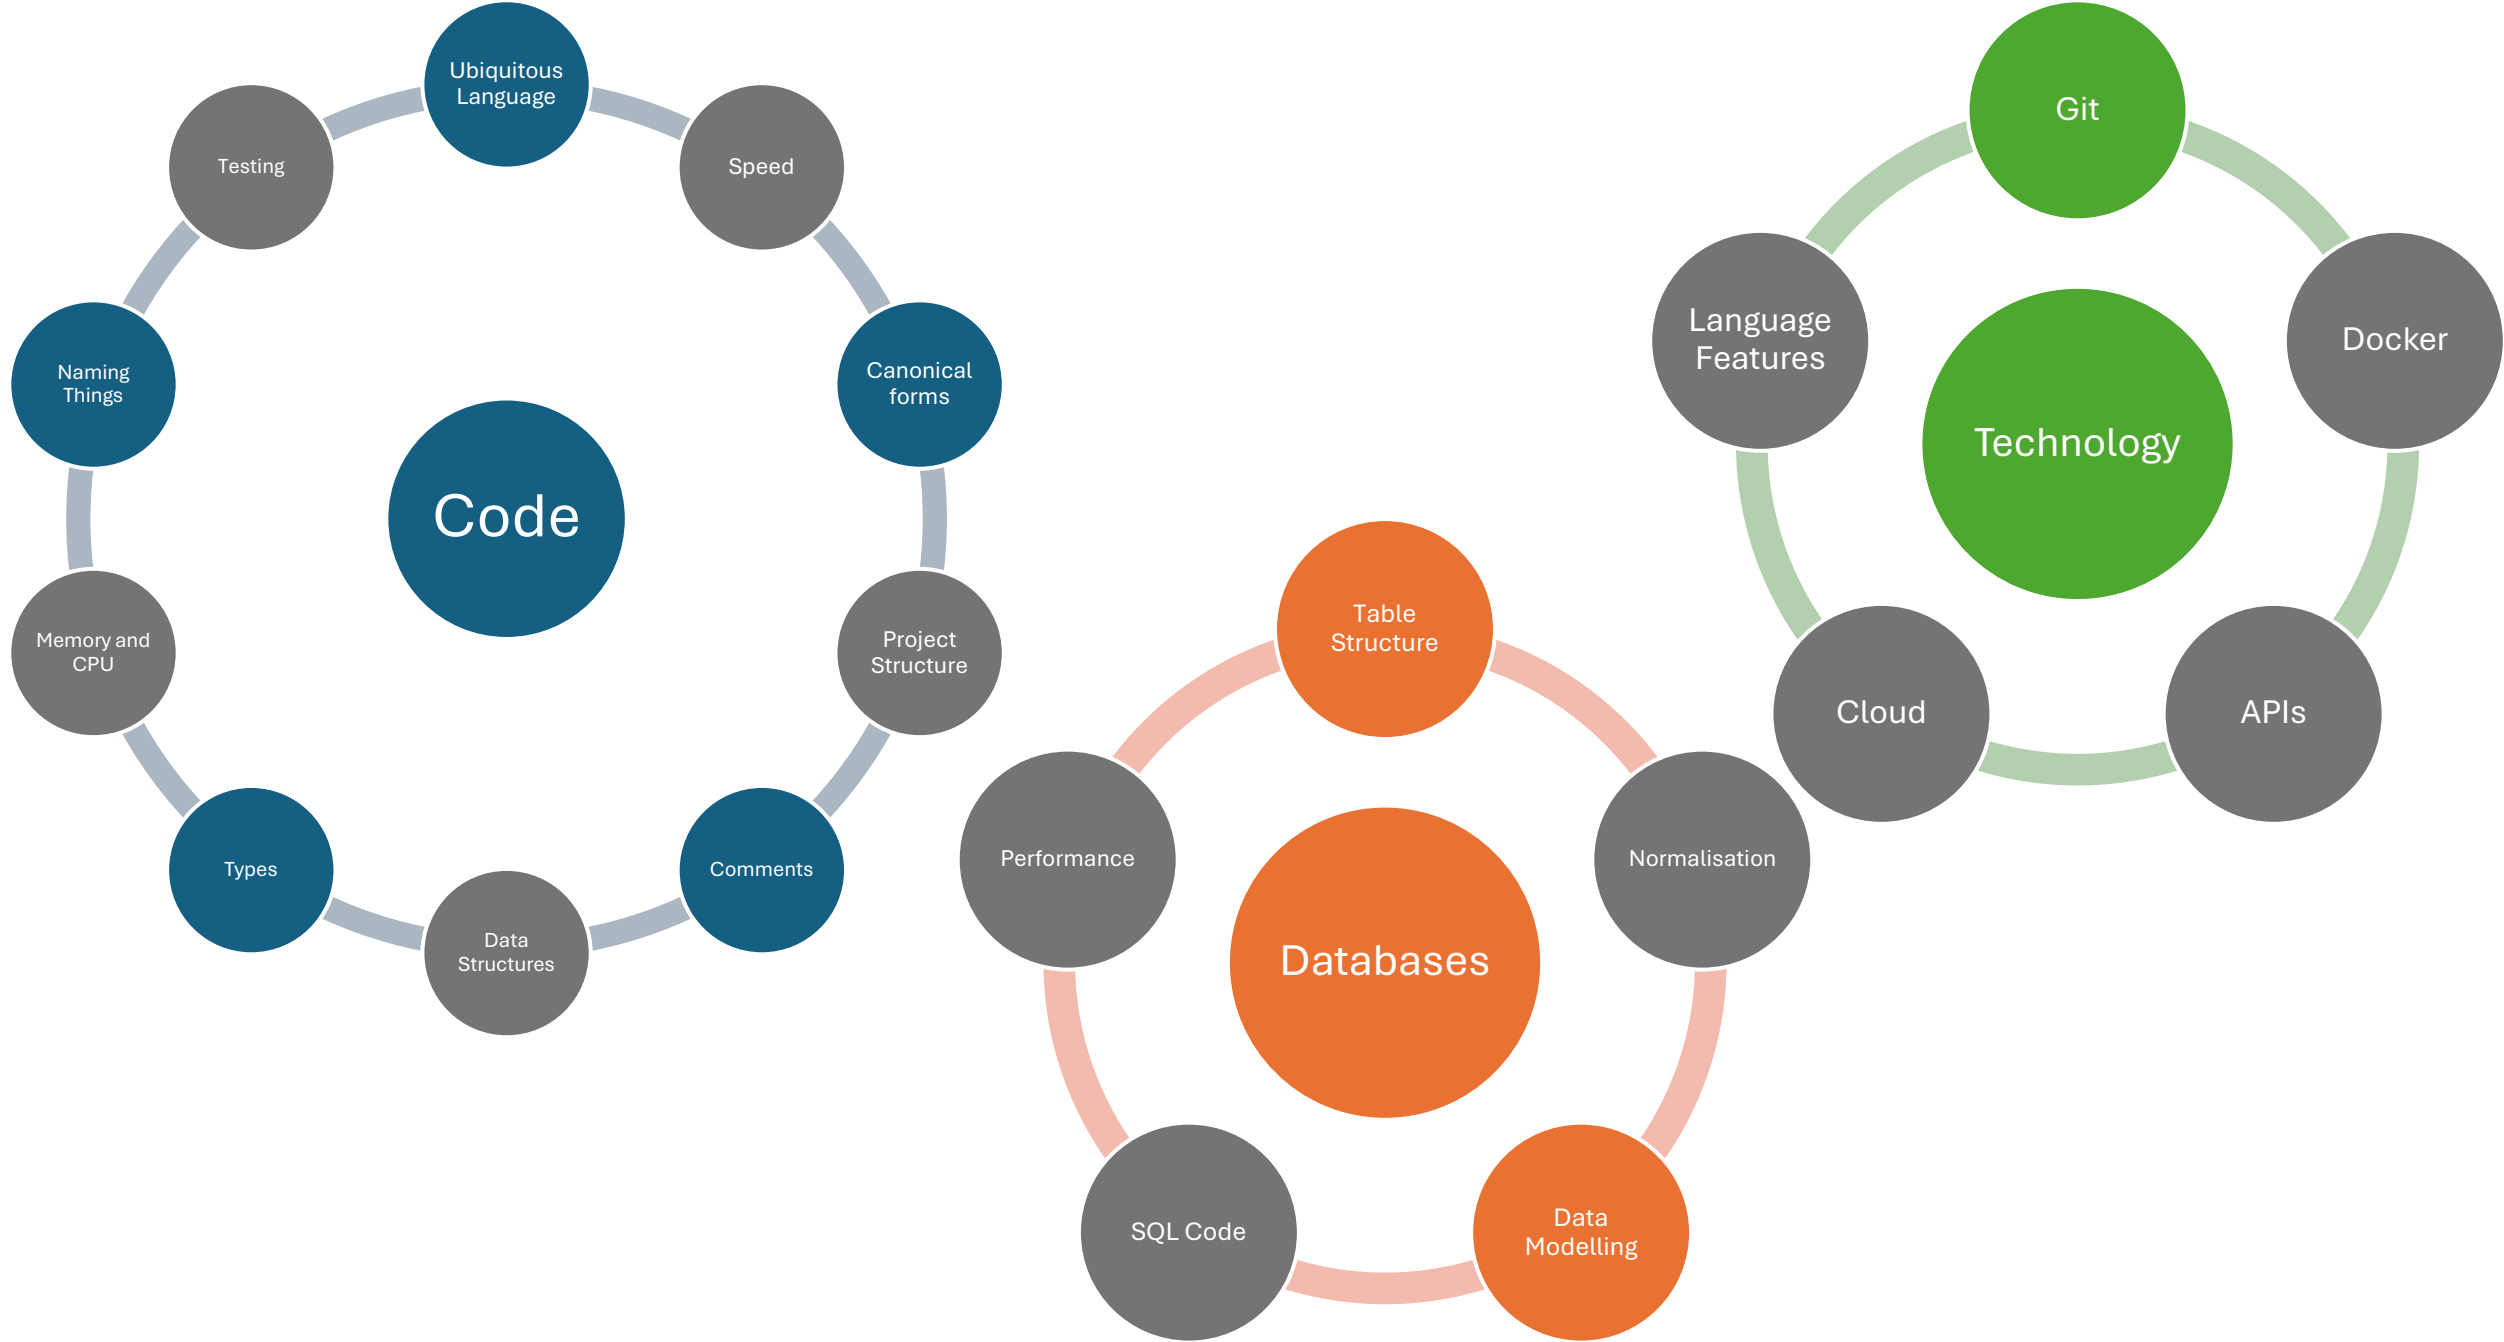 Code
Ubiquitous
Language
Speed
Canonical
forms
Project
Structure
Comments
Data
Structures
Types
Memory and
CPU
Naming
Things
Testing
Databases
Table
Structure
Normalisation
Data
Modelling
SQL Code
Performance
Technology
Git
Docker
APIs
Cloud
Language
Features